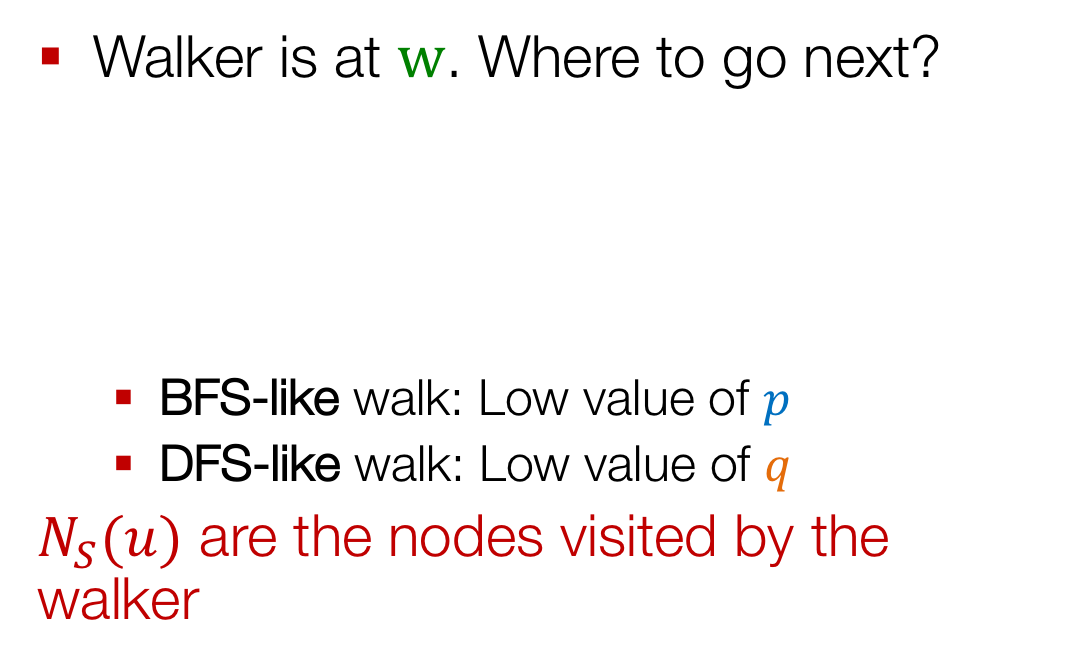 ▪ Walker is at w. Where to go next?
▪ BFS-like walk: Low value of p
▪ DFS-like walk: Low value of q
N_S(u) are the nodes visited by the
walker